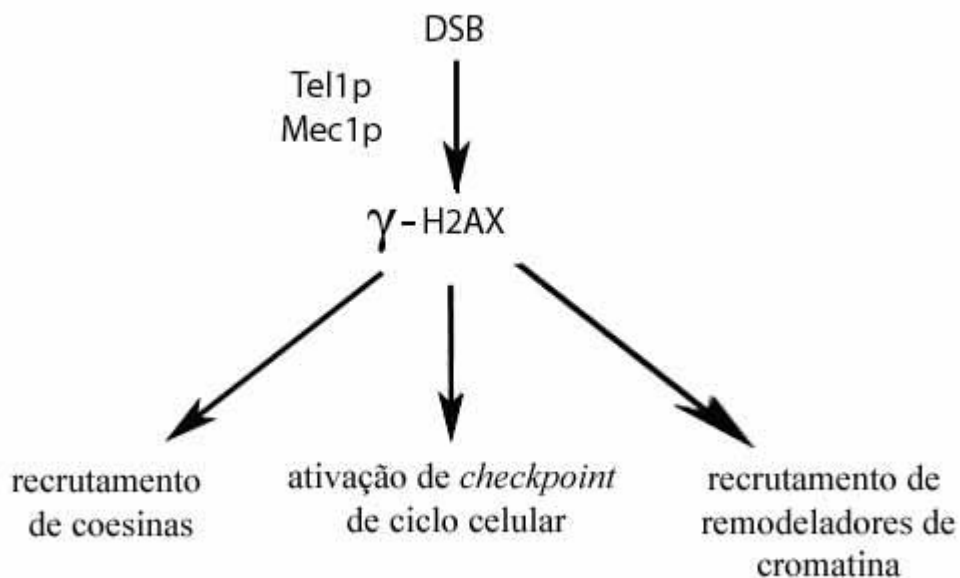 DSB
Tel1p
Mec1p
γ-H2AX
recrutamento
de coesinas
ativação de checkpoint
de ciclo celular
recrutamento de
remodeladores de
cromatina